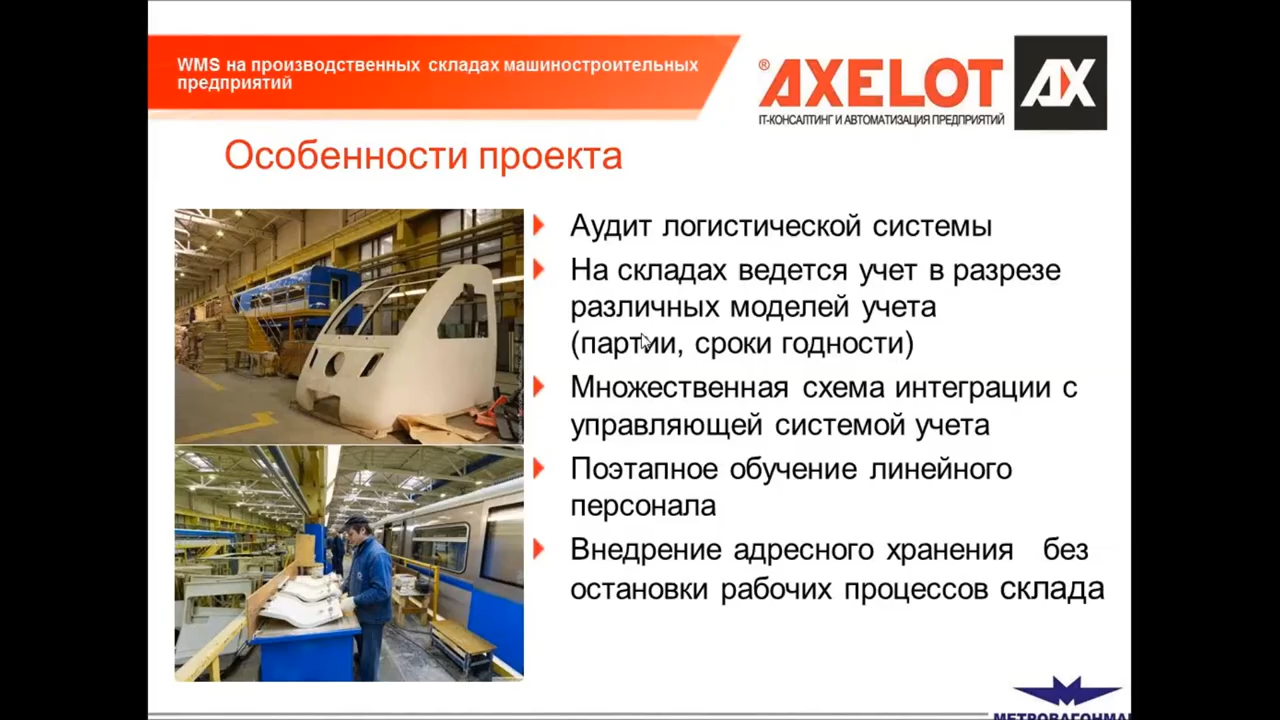 WMS на производственных складах машиностроительных
предприятий
® AXELOT AX
IT-КОНСАЛТИНГ И АВТОМАТИЗАЦИЯ ПРЕДПРИЯТИЙ
Особенности проекта
Аудит логистической системы
На складах ведется учет в разрезе
различных моделей учета
(партии, сроки годности)
Множественная схема интеграции с
управляющей системой учета
Поэтапное обучение линейного
персонала
Внедрение адресного хранения без
остановки рабочих процессов склада
МЕТРОВАГОНМА